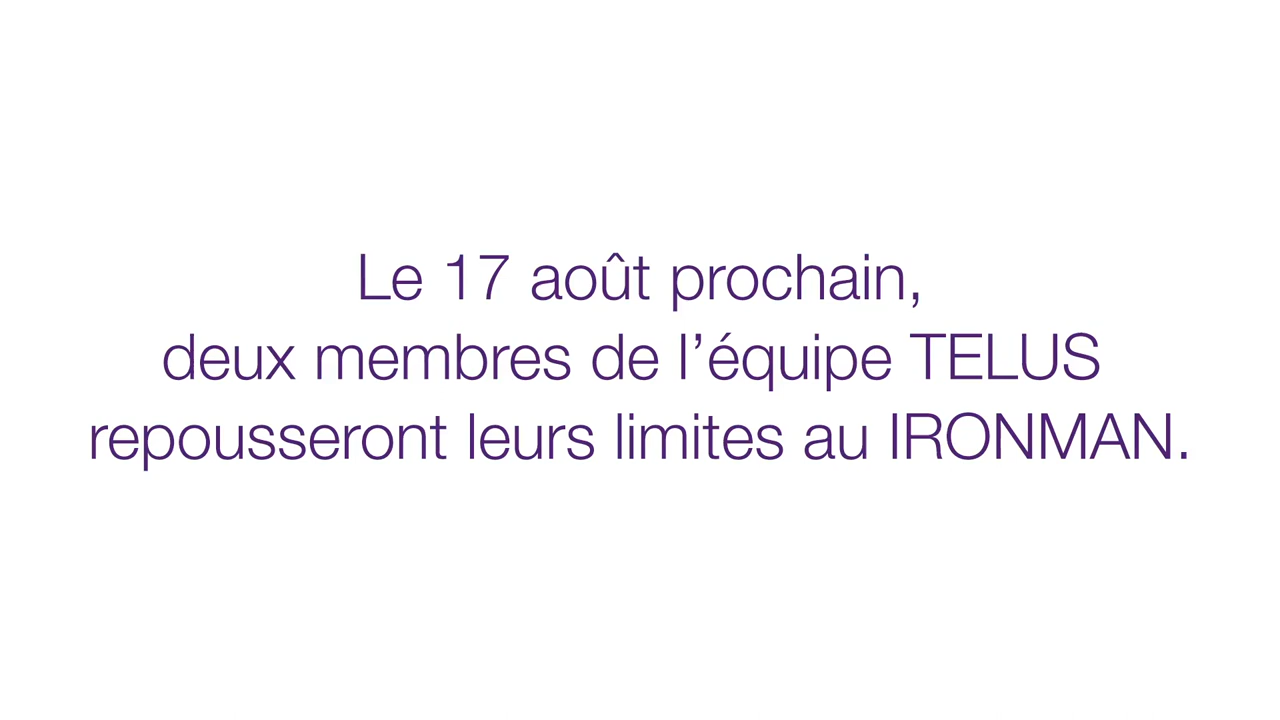 Le 17 août prochain,
deux membres de l’équipe TELUS
repousseront leurs limites au IRONMAN.